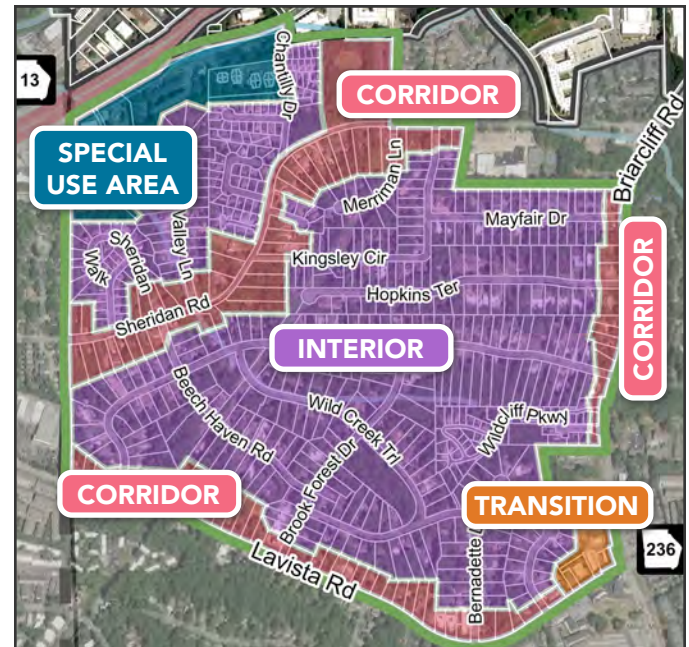 13
Chantilly Dr
CORRIDOR
Briarcliff Rd
SPECIAL
USE AREA
Merriman Ln
Mayfair Dr
Valley Ln
Sheridan
Walk
Kingsley Cir
CORRIDOR
Hopkins Ter
Sheridan Rd
INTERIOR
Beech Haven Rd
Wild Creek Trl
Wildcliff Pkwy
Brook Forest Dr
CORRIDOR
TRANSITION
Bernadette
Lavista Rd
236